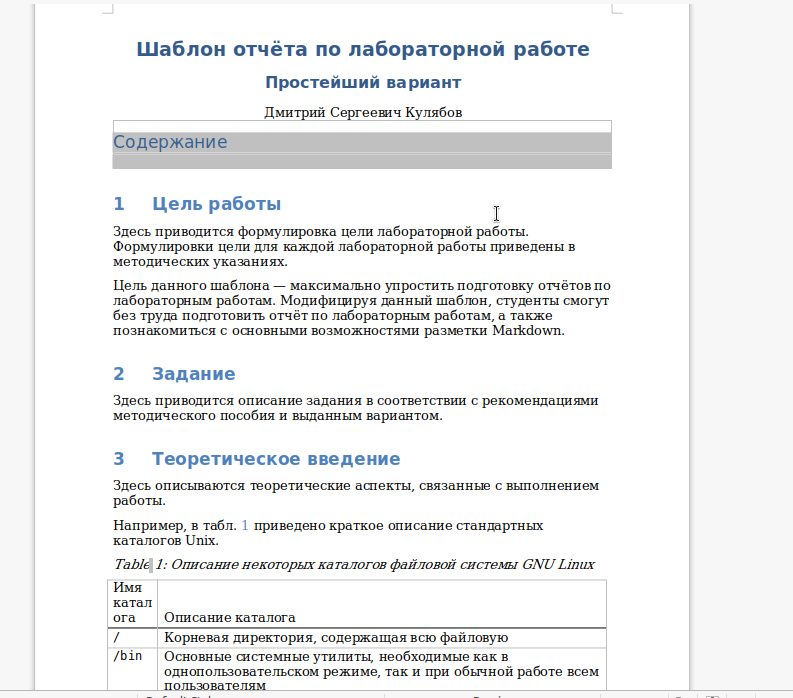 Шаблон отчёта по лабораторной работе
Простейший вариант
Дмитрий Сергеевич Кулябов
Содержание
1 Цель работы
Здесь приводится формулировка цели лабораторной работы.
Формулировки цели для каждой лабораторной работы приведены в
методических указаниях.
Цель данного шаблона — максимально упростить подготовку отчётов по
лабораторным работам. Модифицируя данный шаблон, студенты смогут
без труда подготовить отчёт по лабораторным работам, а также
познакомиться с основными возможностями разметки Markdown.
2 Задание
Здесь приводится описание задания в соответствии с рекомендациями
методического пособия и выданным вариантом.
3 Теоретическое введение
Здесь описываются теоретические аспекты, связанные с выполнением
работы.
Например, в табл. 1 приведено краткое описание стандартных
каталогов Unix.
Table 1: Описание некоторых каталогов файловой системы GNU Linux
Имя
катал
ога
Описание каталога
/ Корневая директория, содержащая всю файловую
/bin Основные системные утилиты, необходимые как в
однопользовательском режиме, так и при обычной работе всем
пользователям